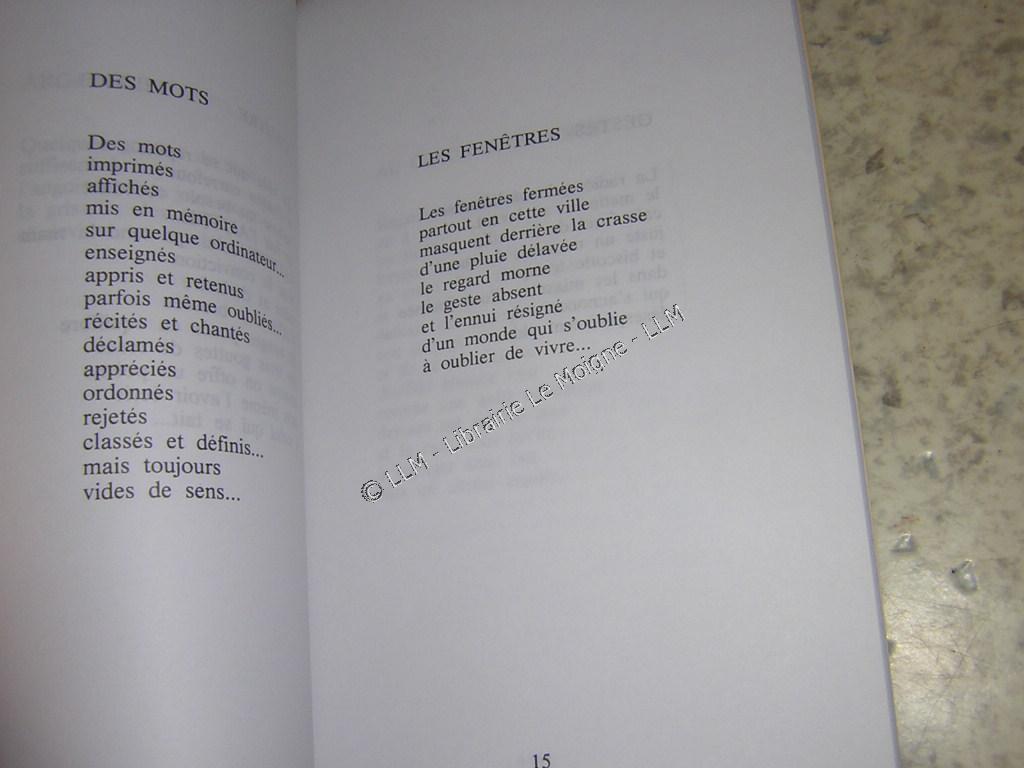 DES MOTS
Des mots
imprimés
affichés
mis en mémoire
sur quelque ordinateur...
enseignés
appris et retenus
parfois même oubliés...
récités et chantés
déclamés
appréciés
ordonnés
rejetés
classés et définis...
mais toujours
vides de sens...
LES FENÊTRES
Les fenêtres fermées
partout en cette ville
masquent derrière la crasse
d'une pluie délavée
le regard morne
le geste absent
et l'ennui résigné
d'un monde qui s'oublie
à oublier de vivre...
© LLM - Librairie Le Moigne - LLM
15